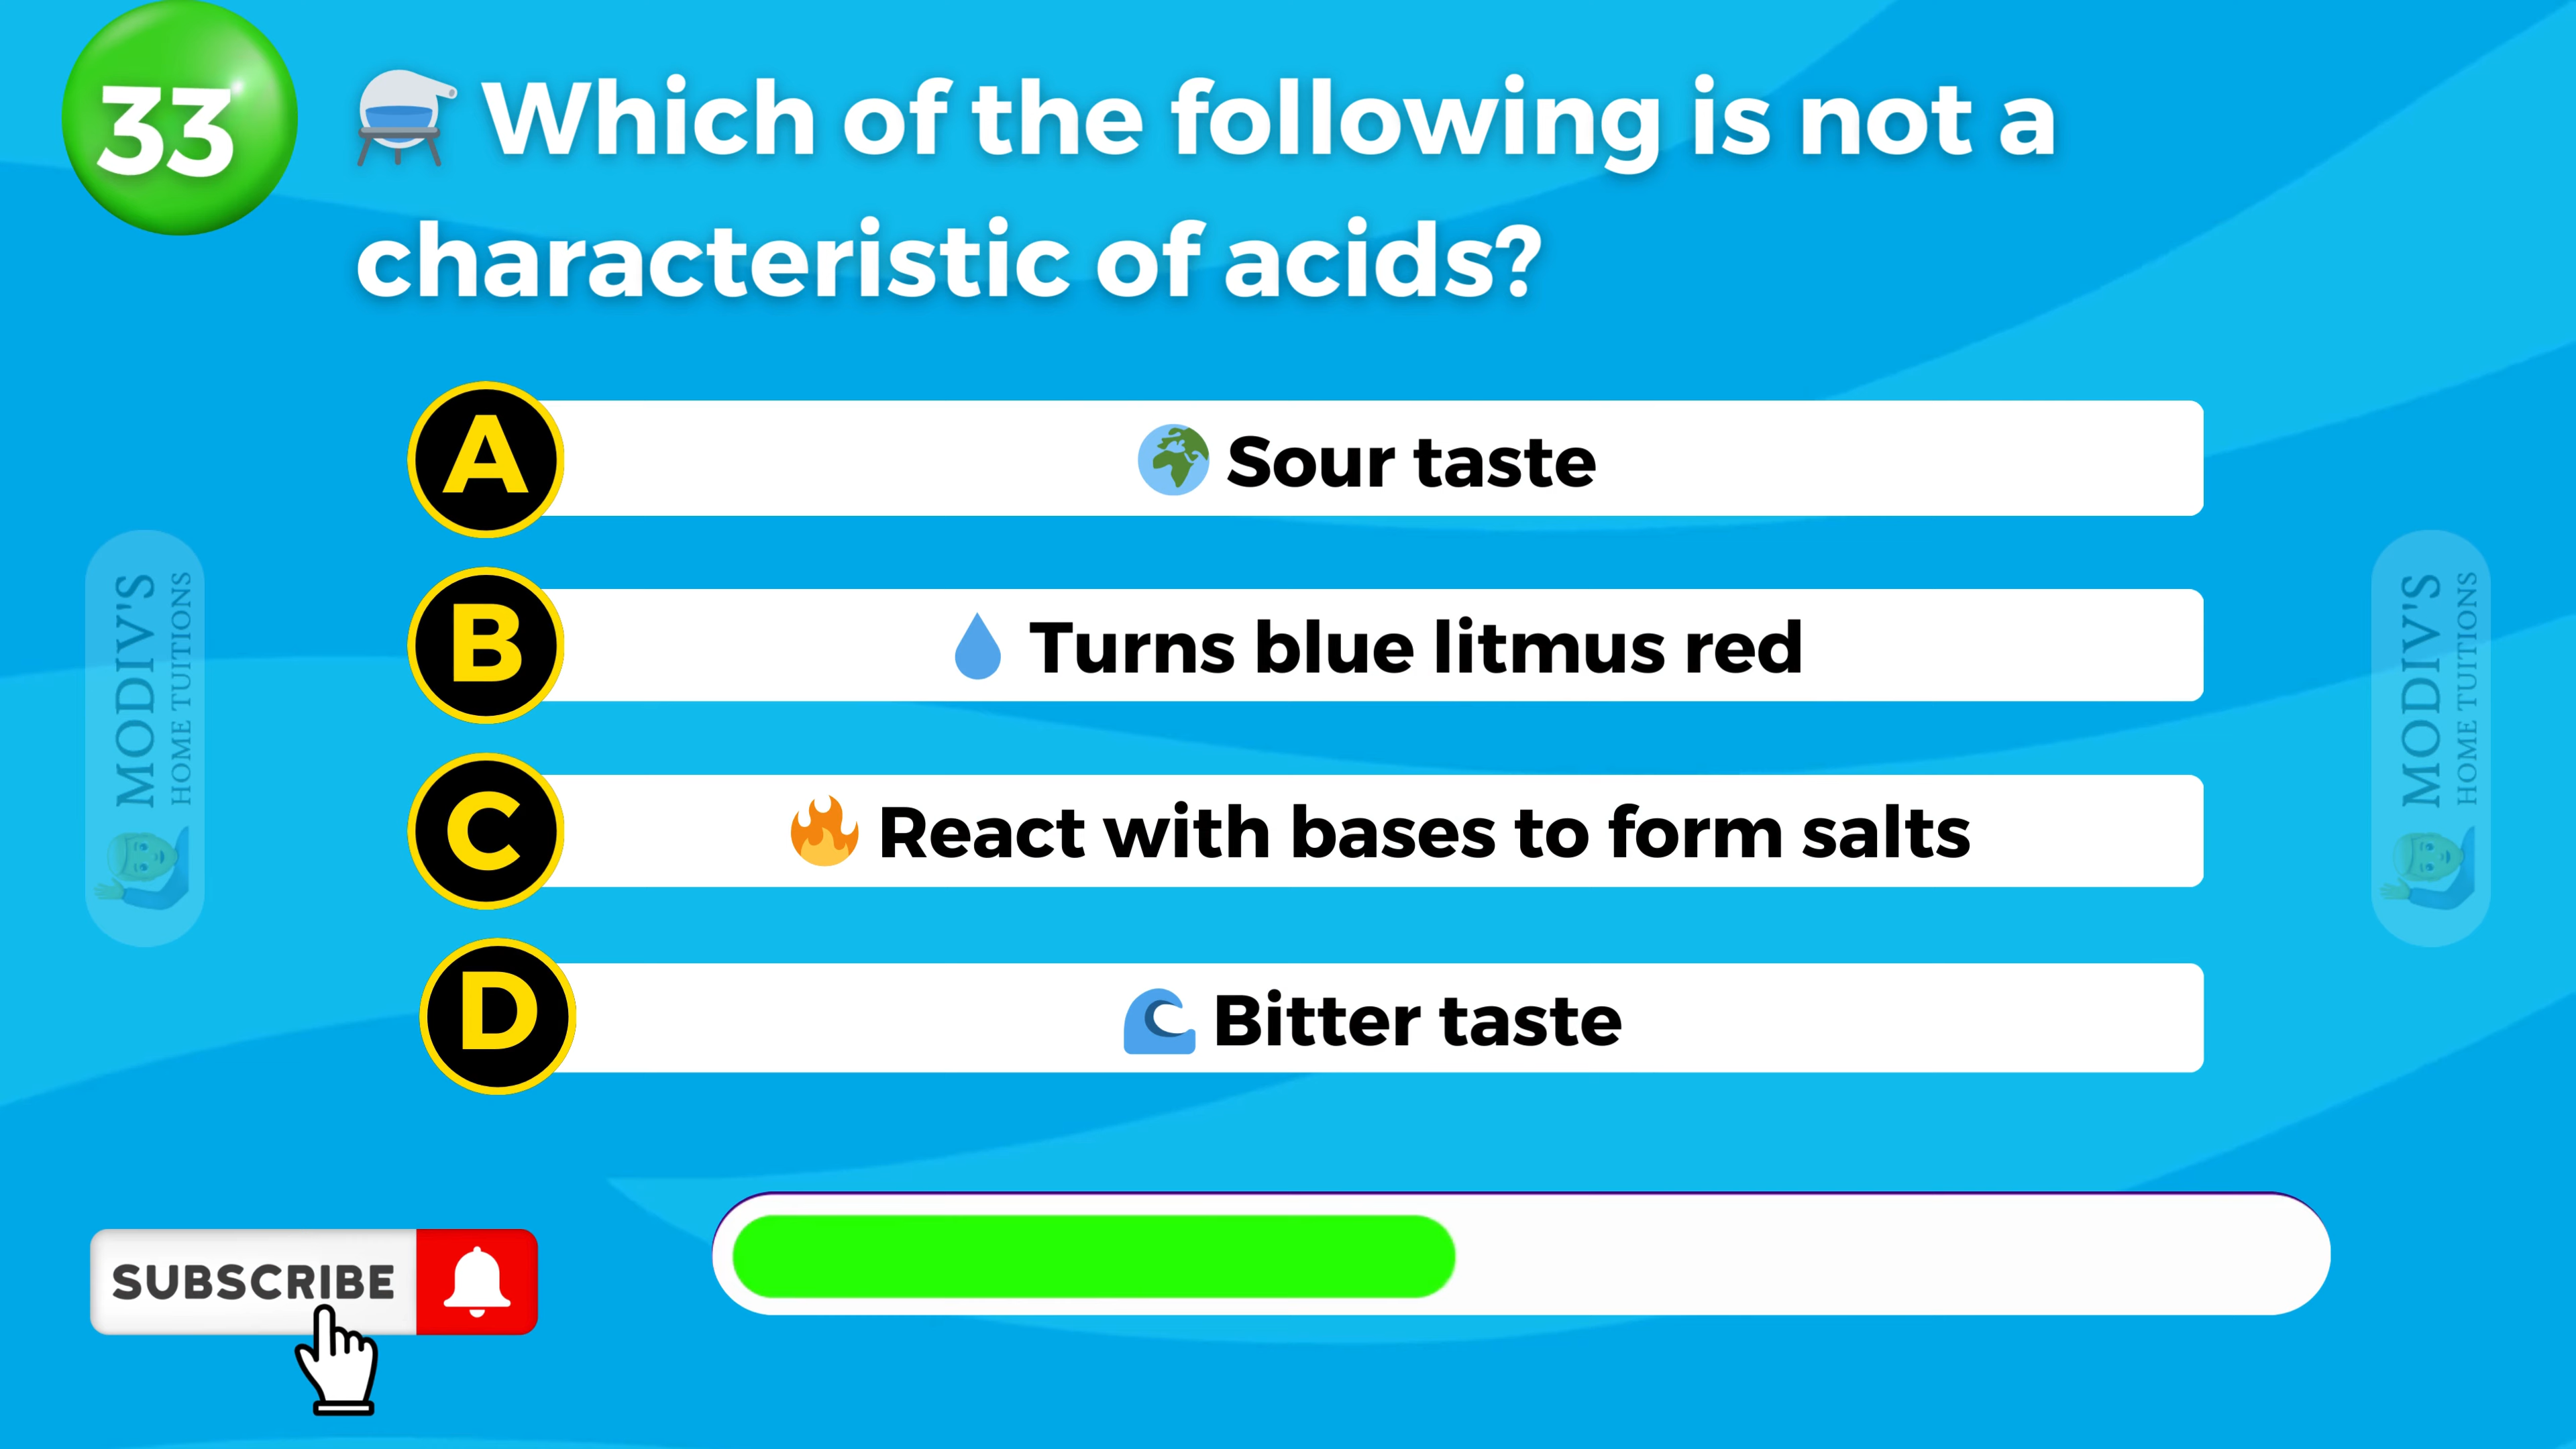 33
Which of the following is not a
characteristic of acids?
A
Sour taste
B
Turns blue litmus red
C
React with bases to form salts
D
Bitter taste
MODIV'S
HOME TUITIONS
MODIV'S
HOME TUITIONS
SUBSCRIBE